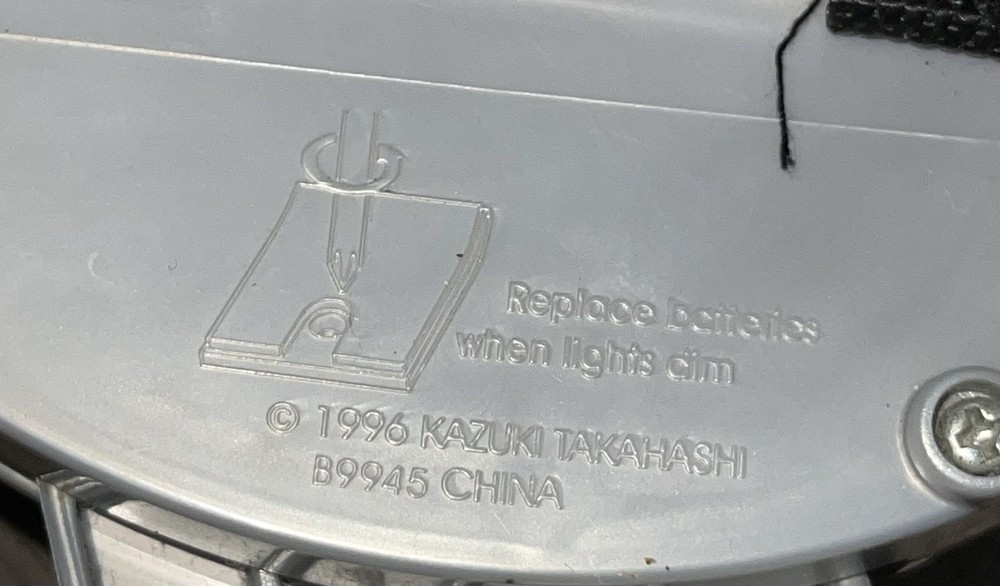 Replace batteries
when lights dim
© 1996 KAZUKI TAKAHASHI
B9945 CHINA